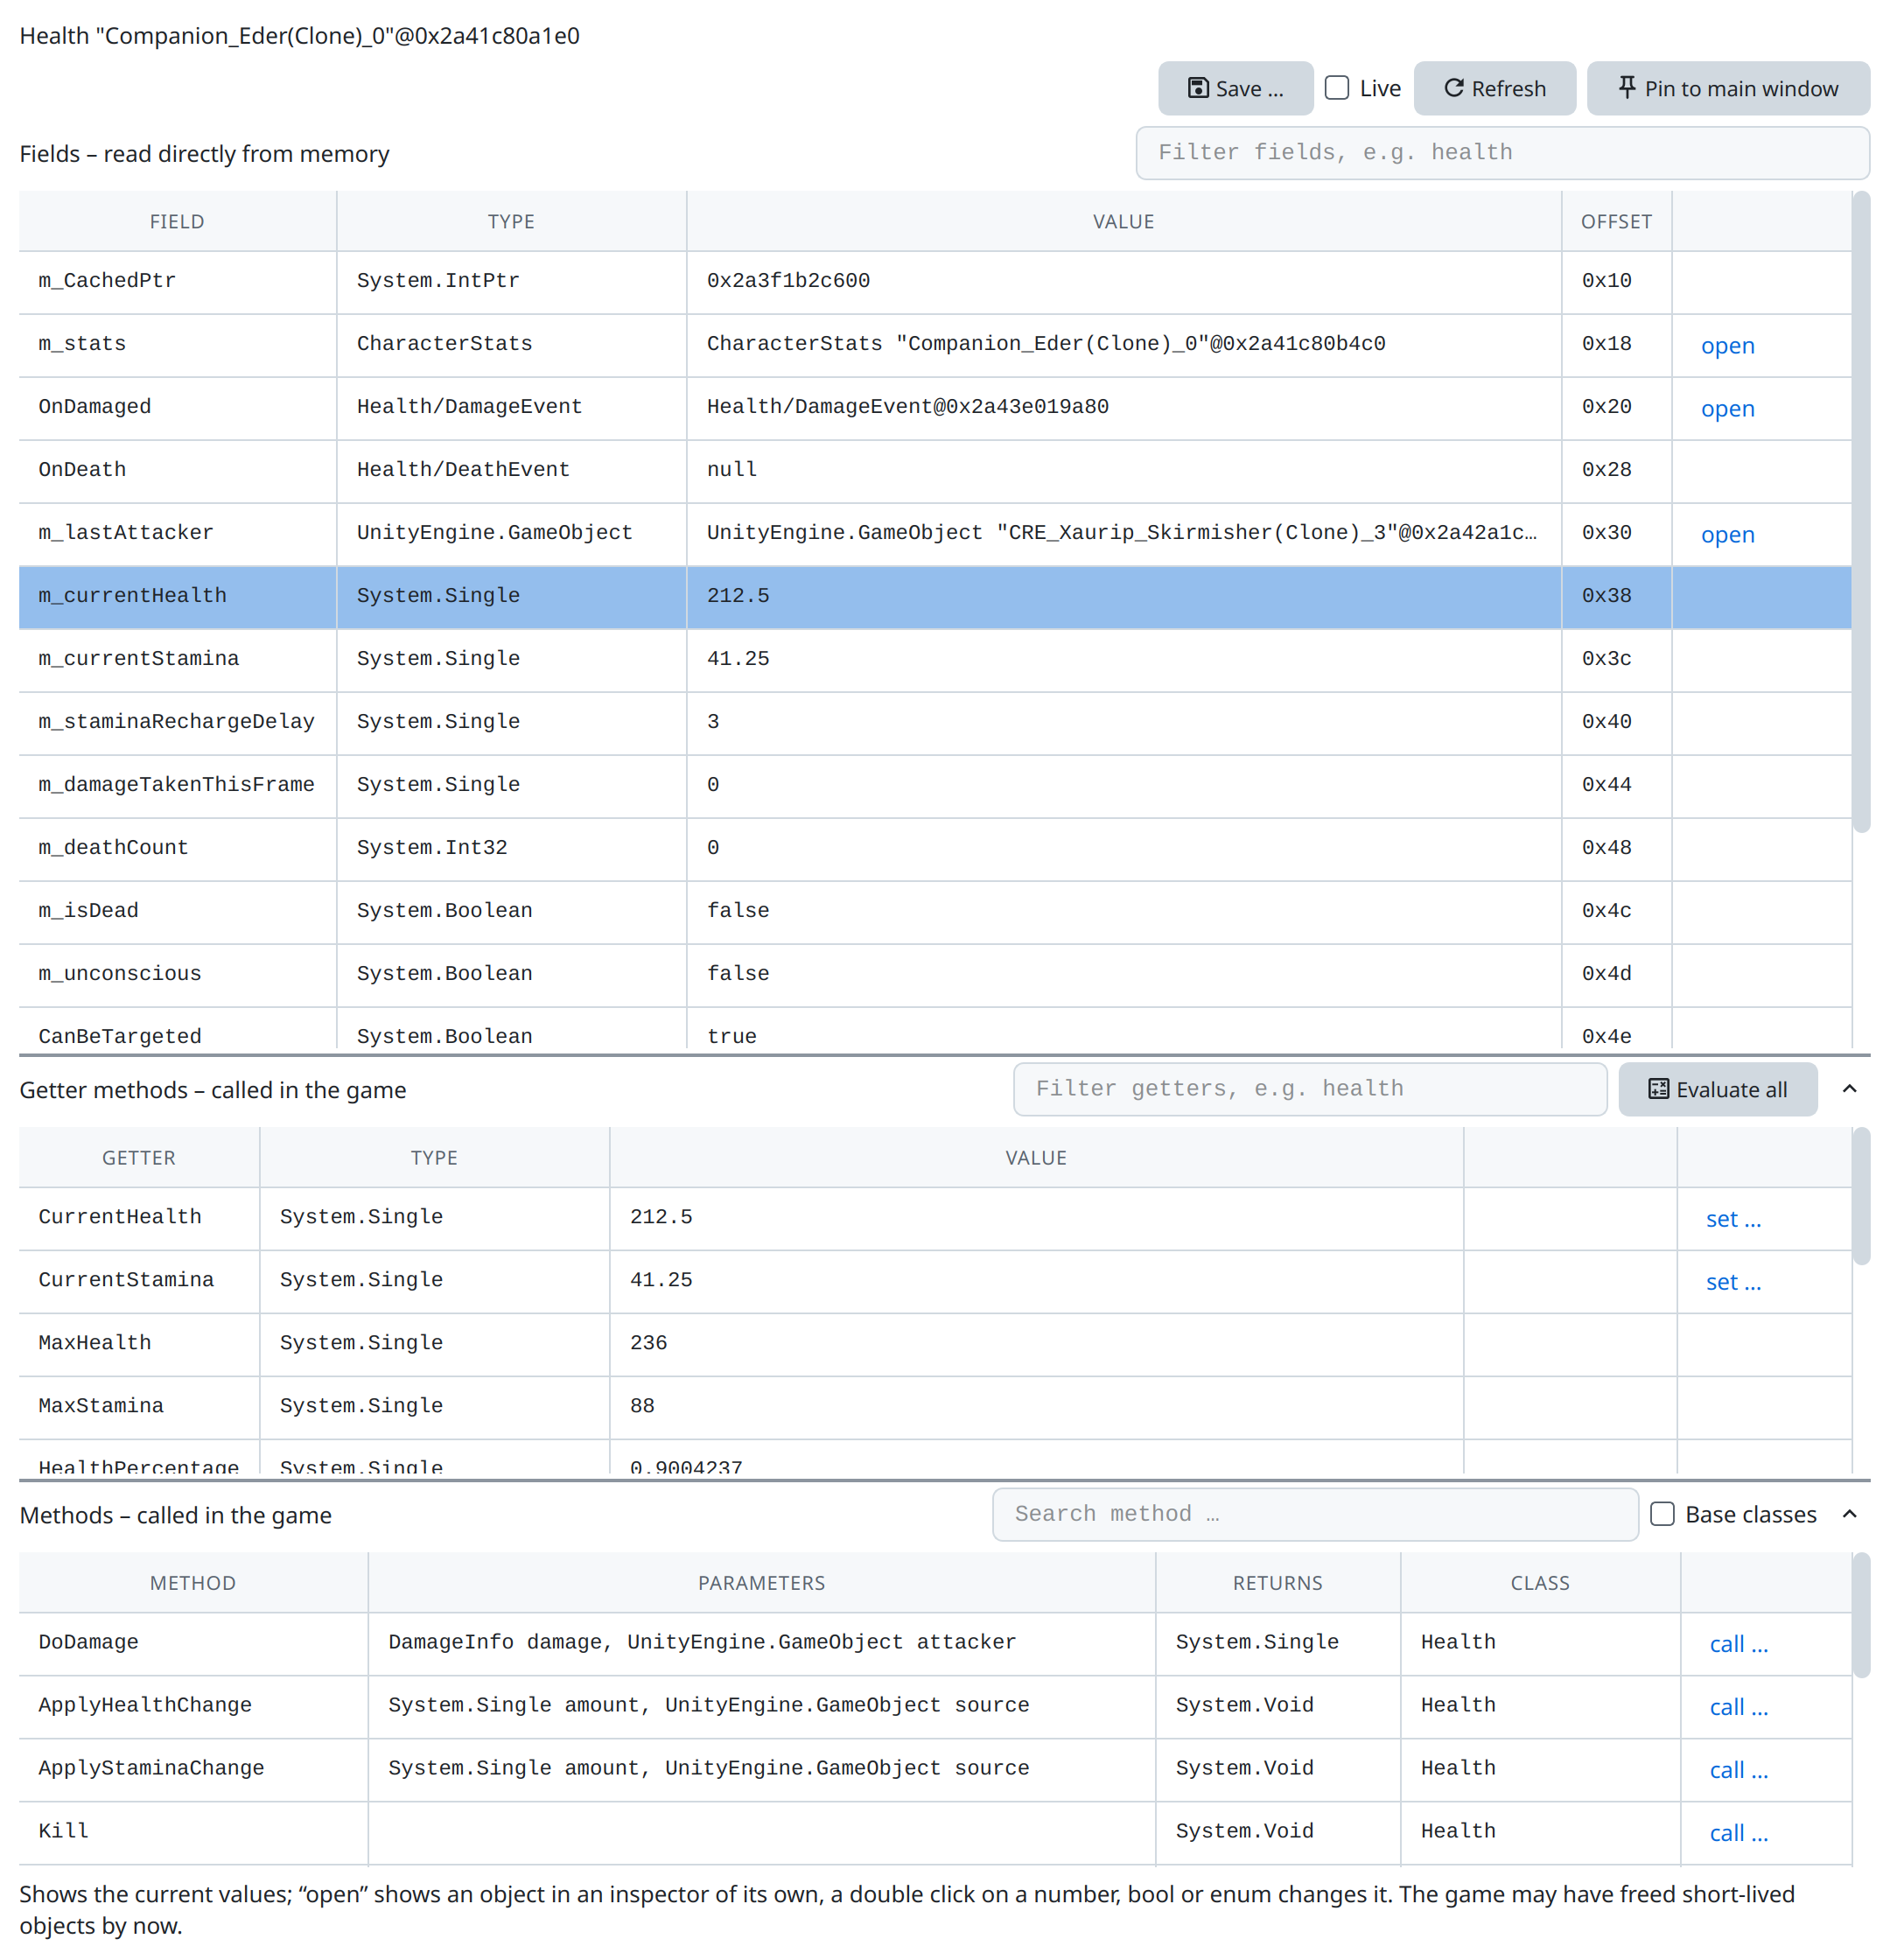 Health "Companion_Eder(Clone)_0"@0x2a41c80a1e0
Save ... Live Refresh Pin to main window
Fields – read directly from memory Filter fields, e.g. health
FIELD TYPE VALUE OFFSET
m_CachedPtr System.IntPtr 0x2a3f1b2c600 0x10
m_stats CharacterStats CharacterStats "Companion_Eder(Clone)_0"@0x2a41c80b4c0 0x18 open
OnDamaged Health/DamageEvent Health/DamageEvent@0x2a43e019a80 0x20 open
OnDeath Health/DeathEvent null 0x28
m_lastAttacker UnityEngine.GameObject UnityEngine.GameObject "CRE_Xaurip_Skirmisher(Clone)_3"@0x2a42a1c… 0x30 open
m_currentHealth System.Single 212.5 0x38
m_currentStamina System.Single 41.25 0x3c
m_staminaRechargeDelay System.Single 3 0x40
m_damageTakenThisFrame System.Single 0 0x44
m_deathCount System.Int32 0 0x48
m_isDead System.Boolean false 0x4c
m_unconscious System.Boolean false 0x4d
CanBeTargeted System.Boolean true 0x4e
Getter methods – called in the game Filter getters, e.g. health Evaluate all
GETTER TYPE VALUE
CurrentHealth System.Single 212.5 set ...
CurrentStamina System.Single 41.25 set ...
MaxHealth System.Single 236
MaxStamina System.Single 88
HealthPercentage System.Single 0.9004237
Methods – called in the game Search method … Base classes
METHOD PARAMETERS RETURNS CLASS
DoDamage DamageInfo damage, UnityEngine.GameObject attacker System.Single Health call ...
ApplyHealthChange System.Single amount, UnityEngine.GameObject source System.Void Health call ...
ApplyStaminaChange System.Single amount, UnityEngine.GameObject source System.Void Health call ...
Kill System.Void Health call ...
Shows the current values; “open” shows an object in an inspector of its own, a double click on a number, bool or enum changes it. The game may have freed short-lived
objects by now.